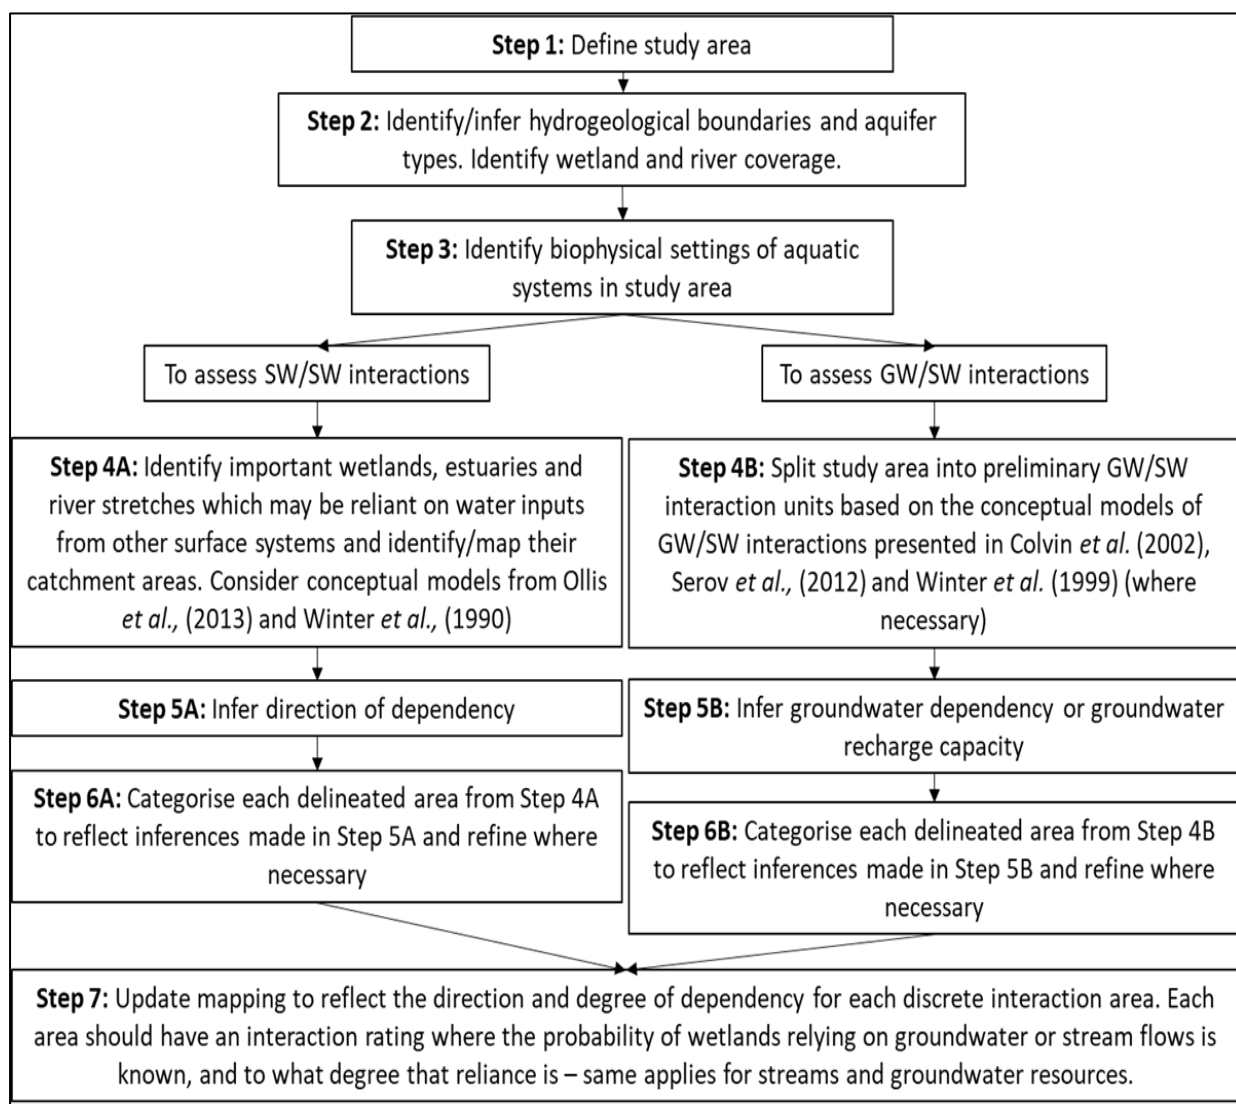 Step 1: Define study area
Step 2: Identify/infer hydrogeological boundaries and aquifer
types. Identify wetland and river coverage.
Step 3: Identify biophysical settings of aquatic
systems in study area
To assess SW/SW interactions
To assess GW/SW interactions
Step 4A: Identify important wetlands, estuaries and
river stretches which may be reliant on water inputs
from other surface systems and identify/map their
catchment areas. Consider conceptual models from Ollis
et al., (2013) and Winter et al., (1990)
Step 4B: Split study area into preliminary GW/SW
interaction units based on the conceptual models of
GW/SW interactions presented in Colvin et al. (2002),
Serov et al., (2012) and Winter et al. (1999) (where
necessary)
Step 5A: Infer direction of dependency
Step 5B: Infer groundwater dependency or groundwater
recharge capacity
Step 6A: Categorise each delineated area from Step 4A
to reflect inferences made in Step 5A and refine where
necessary
Step 6B: Categorise each delineated area from Step 4B
to reflect inferences made in Step 5B and refine where
necessary
Step 7: Update mapping to reflect the direction and degree of dependency for each discrete interaction area. Each
area should have an interaction rating where the probability of wetlands relying on groundwater or stream flows is
known, and to what degree that reliance is – same applies for streams and groundwater resources.